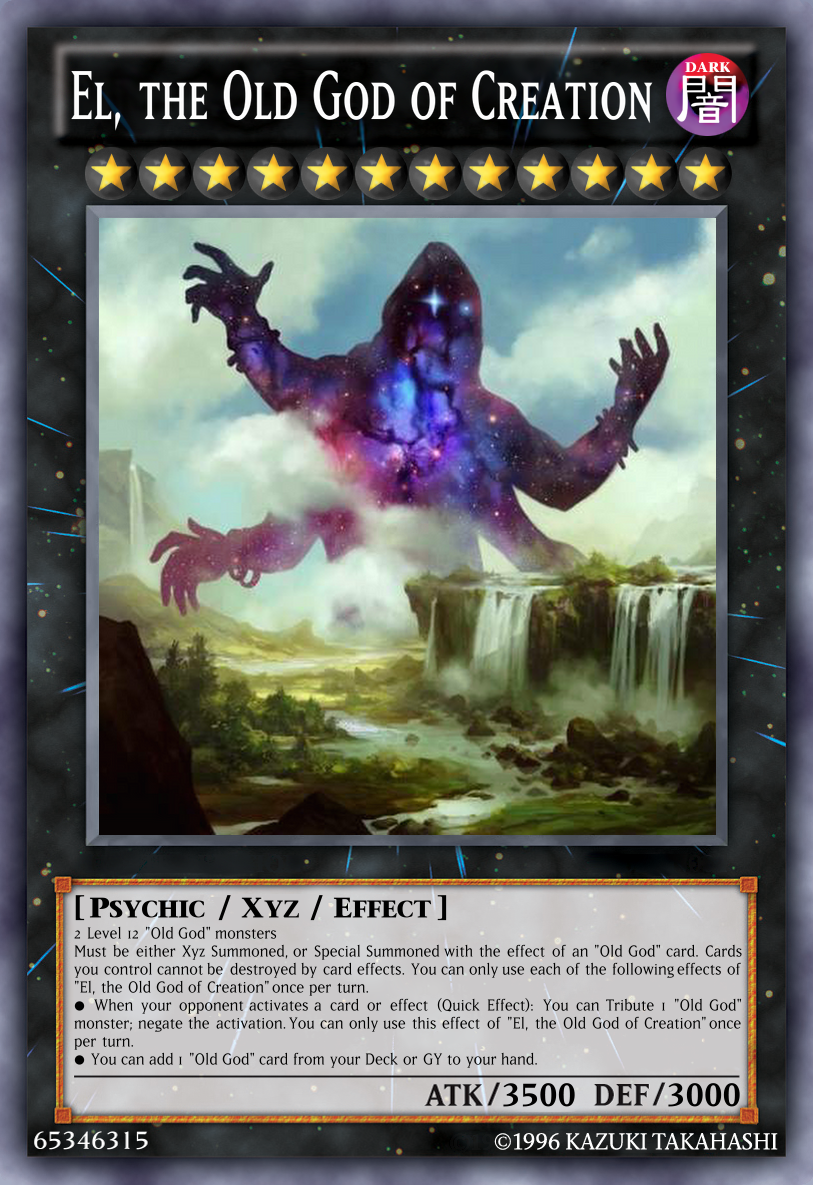 El, the Old God of Creation
DARK
闇
[ Psychic / Xyz / Effect ]
2 Level 12 "Old God" monsters
Must be either Xyz Summoned, or Special Summoned with the effect of an "Old God" card. Cards
you control cannot be destroyed by card effects. You can only use each of the following effects of
"El, the Old God of Creation" once per turn.
● When your opponent activates a card or effect (Quick Effect): You can Tribute 1 "Old God"
monster; negate the activation. You can only use this effect of "El, the Old God of Creation" once
per turn.
● You can add 1 "Old God" card from your Deck or GY to your hand.
ATK/3500 DEF/3000
65346315
©1996 KAZUKI TAKAHASHI